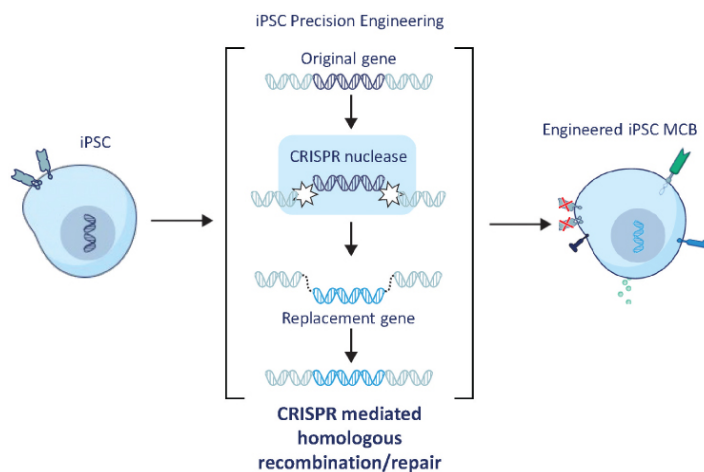 iPSC Precision Engineering
Original gene
iPSC
CRISPR nuclease
Engineered iPSC MCB
Replacement gene
CRISPR mediated
homologous
recombination/repair